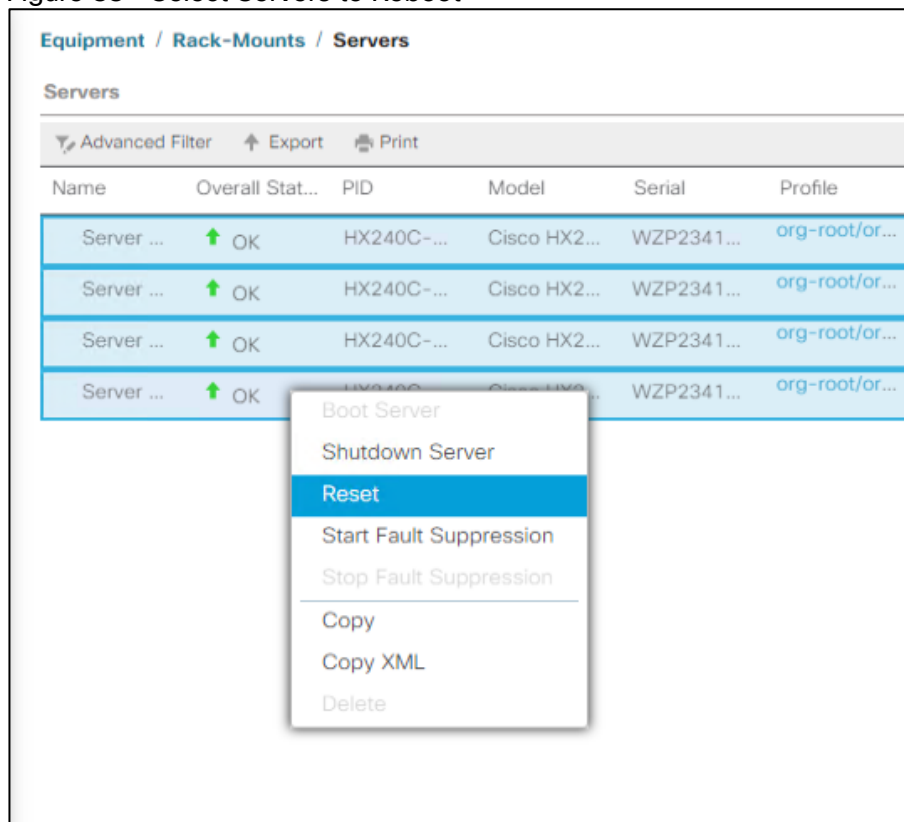 Equipment / Rack-Mounts / Servers
Servers
Advanced Filter Export Print
Name Overall Stat... PID Model Serial Profile
Server ... OK HX240C-... Cisco HX2... WZP2341... org-root/or...
Server ... OK HX240C-... Cisco HX2... WZP2341... org-root/or...
Server ... OK HX240C-... Cisco HX2... WZP2341... org-root/or...
Server ... OK WZP2341... org-root/or...
Boot Server
Shutdown Server
Reset
Start Fault Suppression
Stop Fault Suppression
Copy
Copy XML
Delete